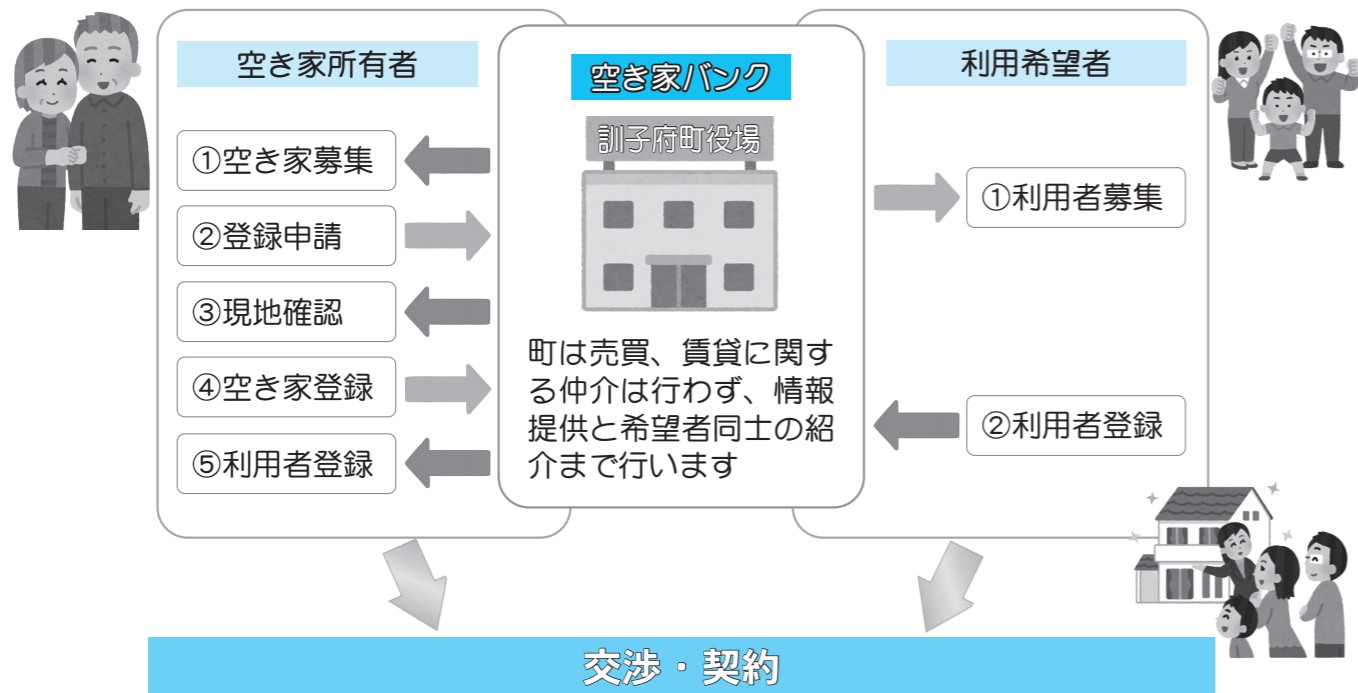 空き家所有者
①空き家募集
②登録申請
③現地確認
④空き家登録
⑤利用者登録
空き家バンク
訓子府町役場
町は売買、賃貸に関す
る仲介は行わず、情報
提供と希望者同士の紹
介まで行います
利用希望者
①利用者募集
②利用者登録
交渉・契約